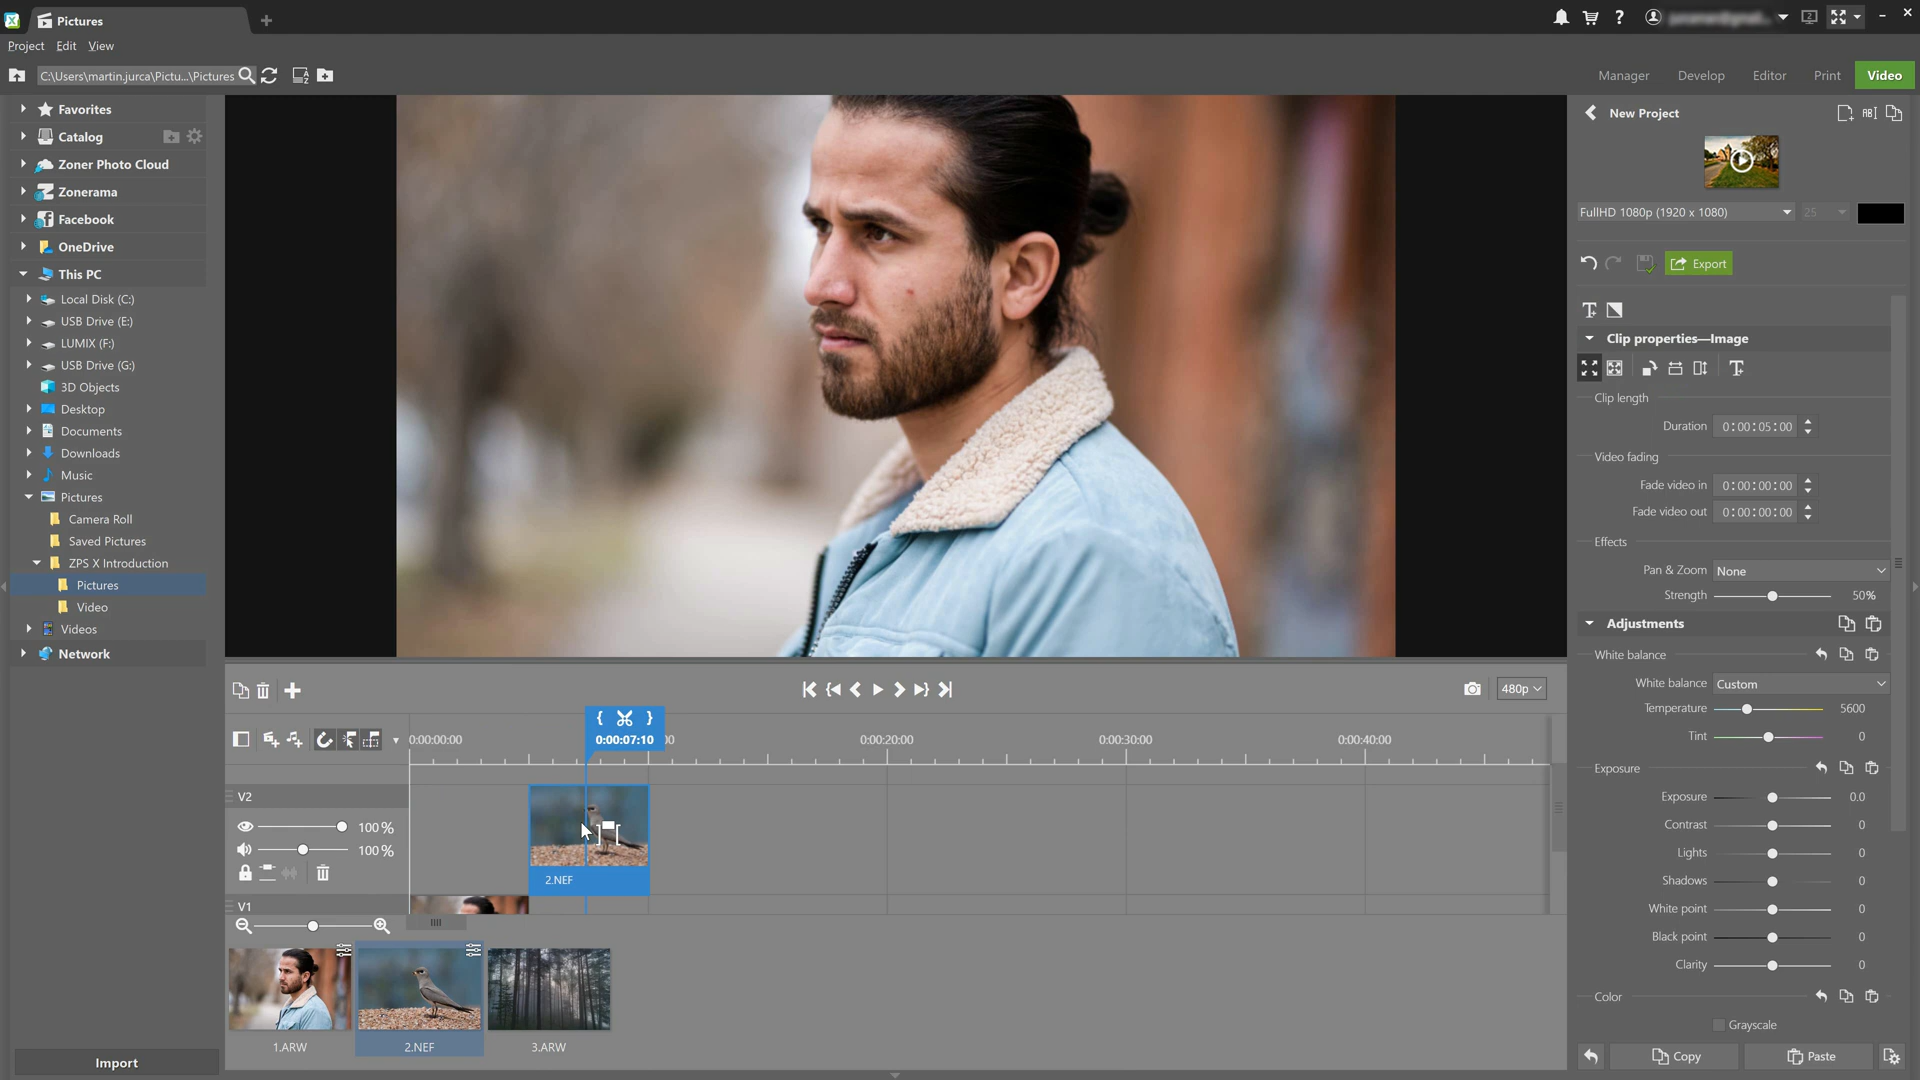 Pictures
Project Edit View
C:\Users\martin.jurca\Pictu...\Pictures
Manager Develop Editor Print Video
Favorites
Catalog
Zoner Photo Cloud
Zonerama
Facebook
OneDrive
This PC
Local Disk (C:)
USB Drive (E:)
LUMIX (F:)
USB Drive (G:)
3D Objects
Desktop
Documents
Downloads
Music
Pictures
Camera Roll
Saved Pictures
ZPS X Introduction
Pictures
Video
Videos
Network
Import
480p
0:00:00:00 0:00:07:10 00 0:00:20:00 0:00:30:00 0:00:40:00
V2
100%
100%
2.NEF
V1
1.ARW 2.NEF 3.ARW
New Project
FullHD 1080p (1920 x 1080) 25
Export
Clip properties—Image
Clip length
Duration 0:00:05:00
Video fading
Fade video in 0:00:00:00
Fade video out 0:00:00:00
Effects
Pan & Zoom None
Strength 50%
Adjustments
White balance
White balance Custom
Temperature 5600
Tint 0
Exposure
Exposure 0.0
Contrast 0
Lights 0
Shadows 0
White point 0
Black point 0
Clarity 0
Color
Grayscale
Copy Paste